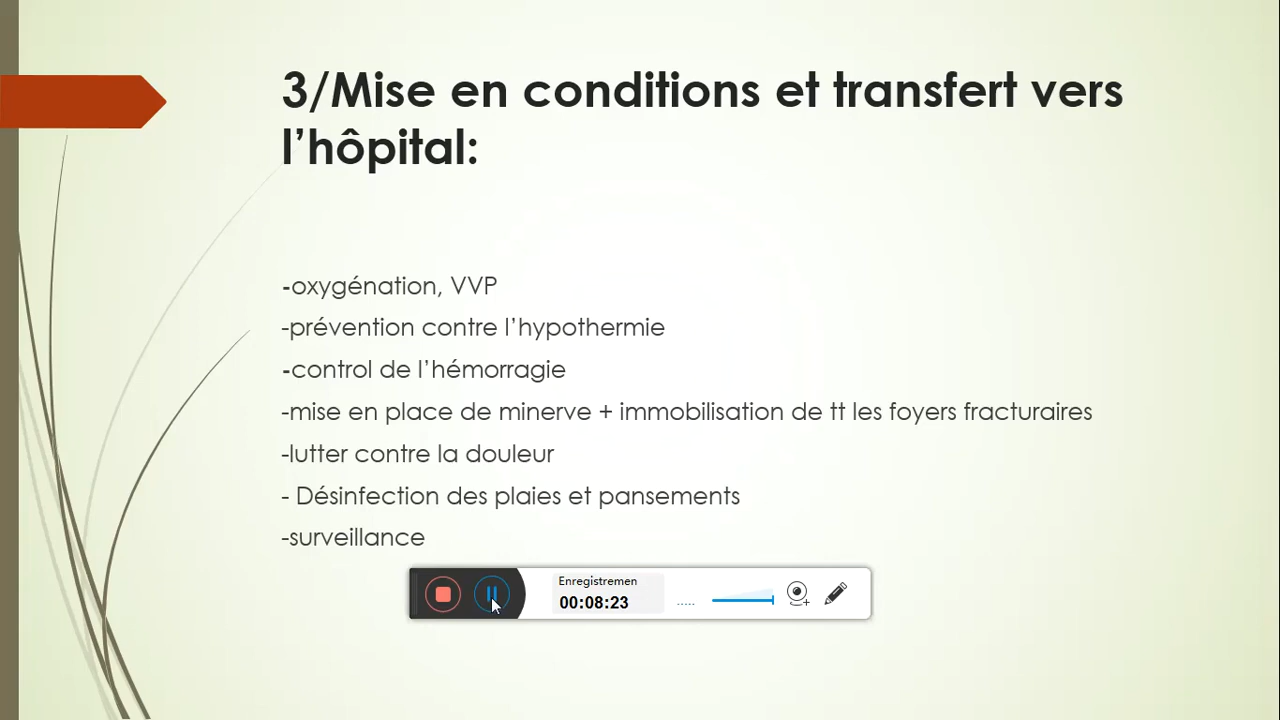 3/Mise en conditions et transfert vers
l’hôpital:
-oxygénation, VVP
-prévention contre l’hypothermie
-control de l’hémorragie
-mise en place de minerve + immobilisation de tt les foyers fracturaires
-lutter contre la douleur
- Désinfection des plaies et pansements
-surveillance
Enregistremen
00:08:23